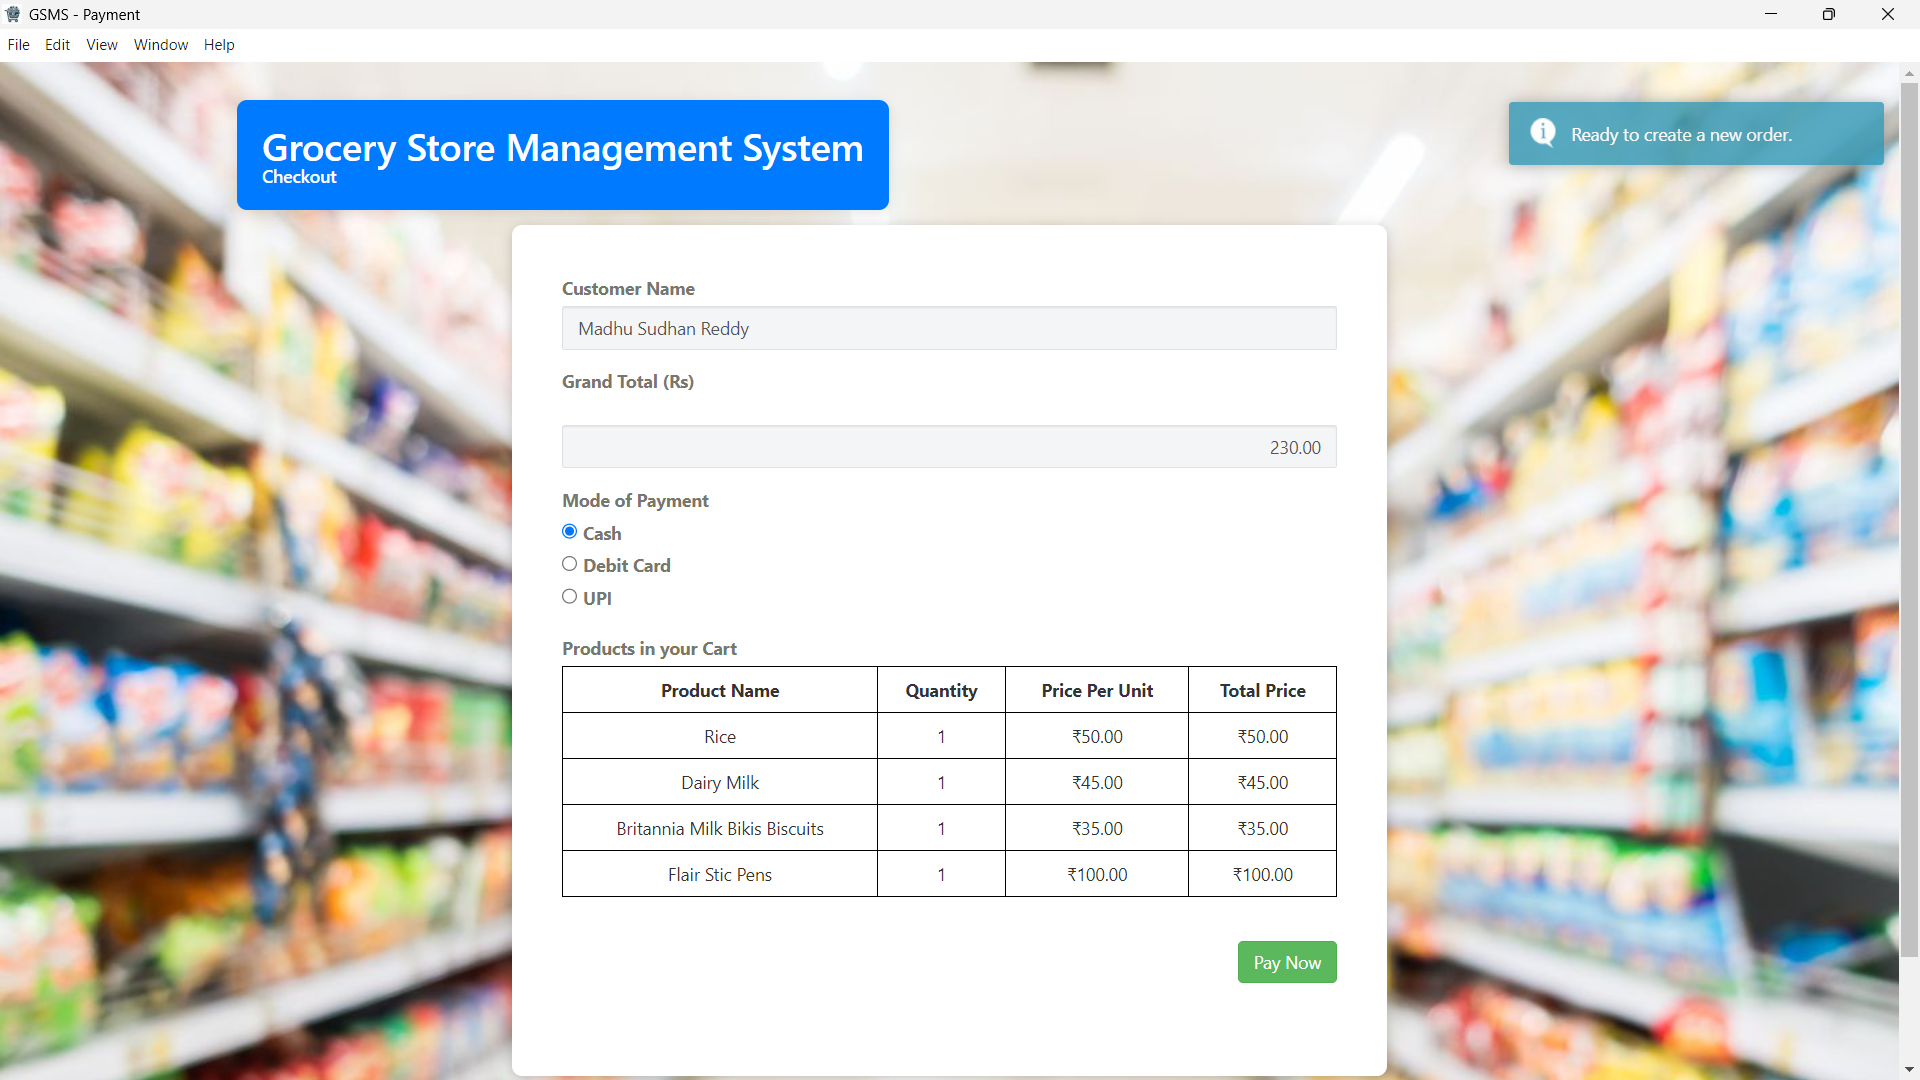 GSMS - Payment
File Edit View Window Help
Grocery Store Management System
Checkout
Ready to create a new order.
Customer Name
Madhu Sudhan Reddy
Grand Total (Rs)
230.00
Mode of Payment
Cash
Debit Card
UPI
Products in your Cart
Product Name Quantity Price Per Unit Total Price
Rice 1 ₹50.00 ₹50.00
Dairy Milk 1 ₹45.00 ₹45.00
Britannia Milk Bikis Biscuits 1 ₹35.00 ₹35.00
Flair Stic Pens 1 ₹100.00 ₹100.00
Pay Now